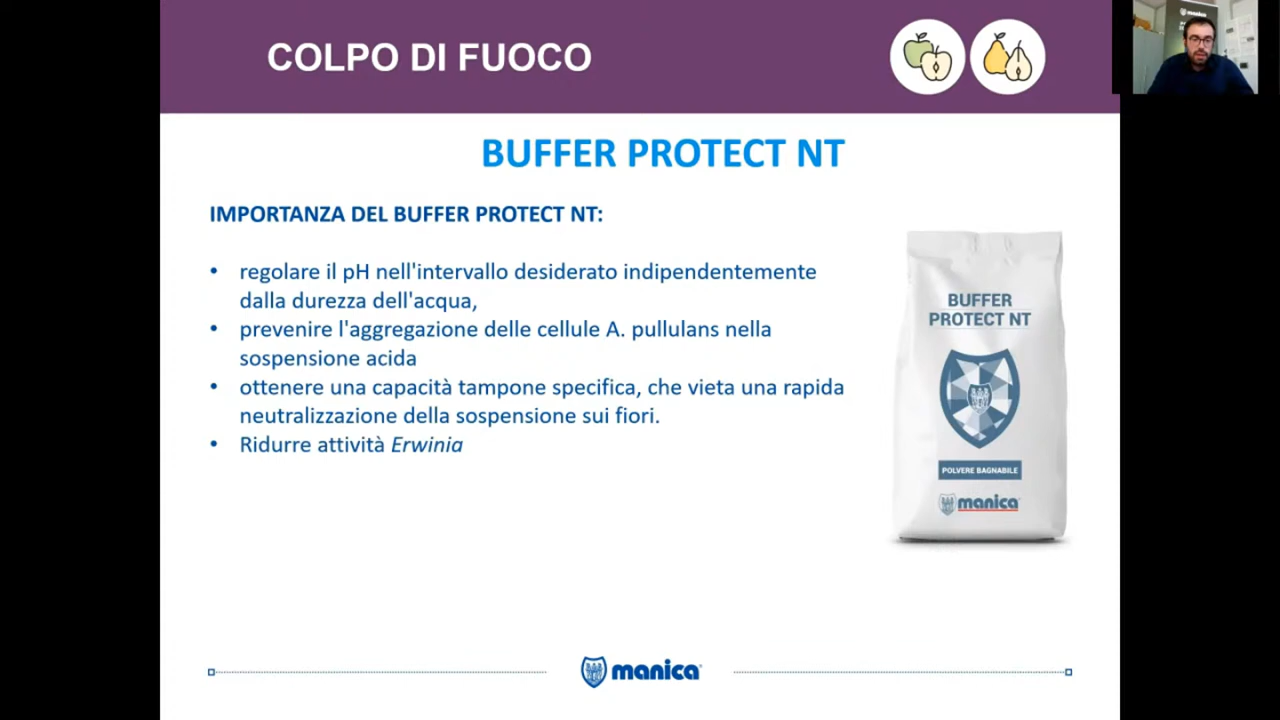 COLPO DI FUOCO
manica
BUFFER PROTECT NT
IMPORTANZA DEL BUFFER PROTECT NT:
• regolare il pH nell'intervallo desiderato indipendentemente
dalla durezza dell'acqua,
• prevenire l'aggregazione delle cellule A. pullulans nella
sospensione acida
• ottenere una capacità tampone specifica, che vieta una rapida
neutralizzazione della sospensione sui fiori.
• Ridurre attività Erwinia
BUFFER
PROTECT NT
POLVERE BAGNABILE
manica
manica